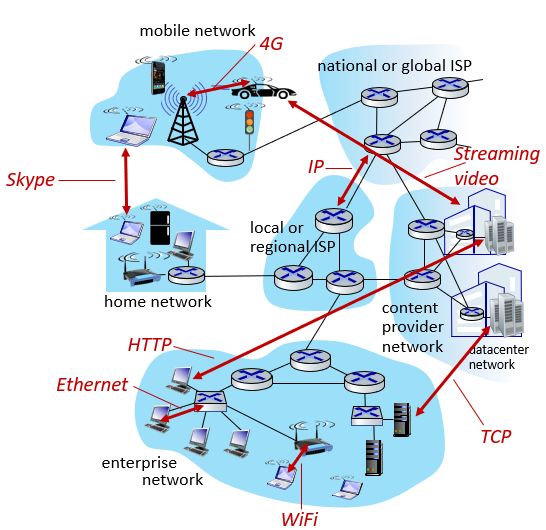 mobile network
4G
national or global ISP
Skype
IP
Streaming
video
local or
regional ISP
home network
content
provider
network
datacenter
network
HTTP
Ethernet
TCP
enterprise
network
WiFi